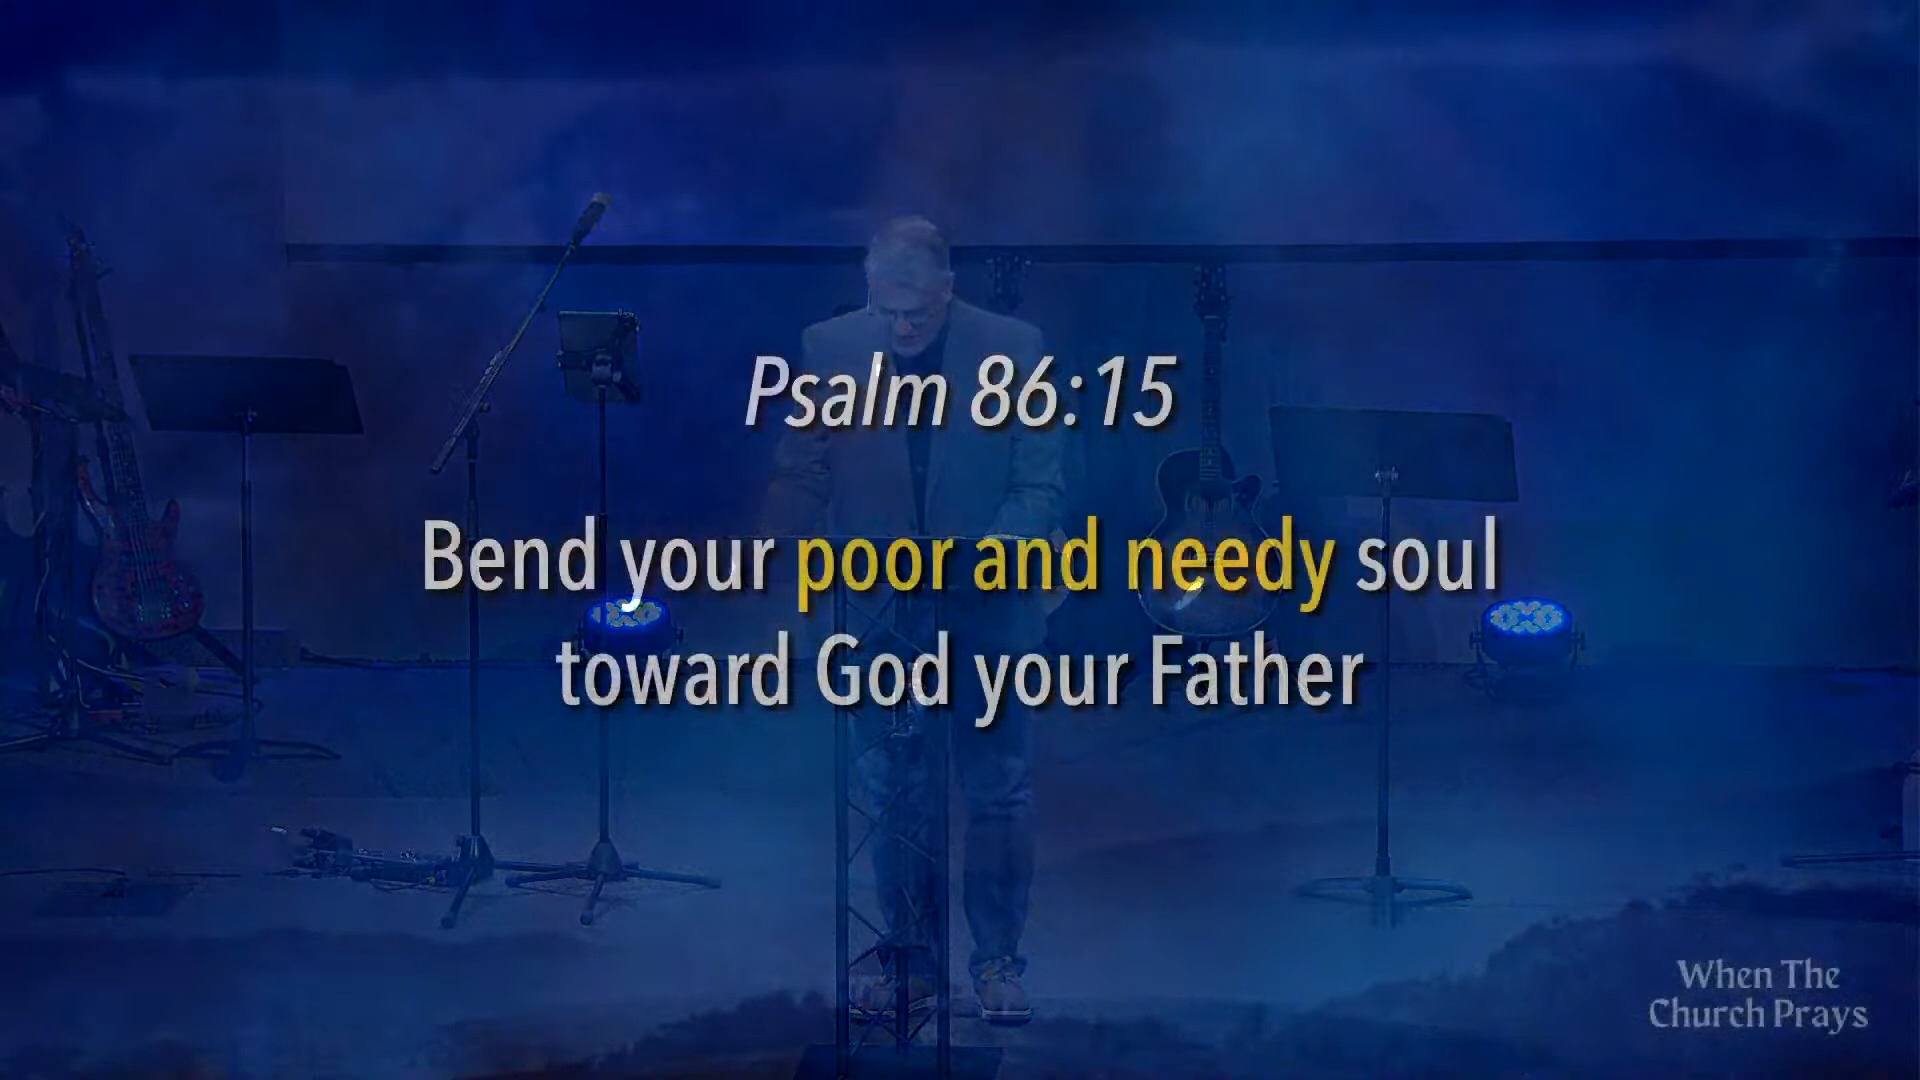 Psalm 86:15
Bend your poor and needy soul
toward God your Father
When The
Church Prays